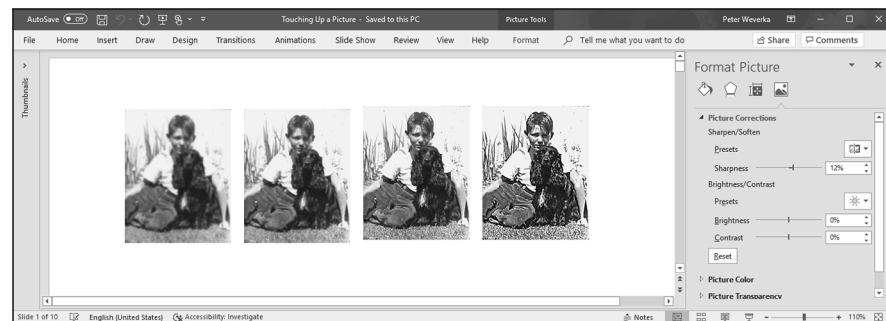 AutoSave Off Touching Up a Picture - Saved to this PC Picture Tools Peter Weverka
File Home Insert Draw Design Transitions Animations Slide Show Review View Help Format Tell me what you want to do Share Comments
Thumbnails
Format Picture
Picture Corrections
Sharpen/Soften
Presets
Sharpness 12%
Brightness/Contrast
Presets
Brightness 0%
Contrast 0%
Reset
Picture Color
Picture Transparency
Slide 1 of 10 English (United States) Accessibility: Investigate Notes 110%